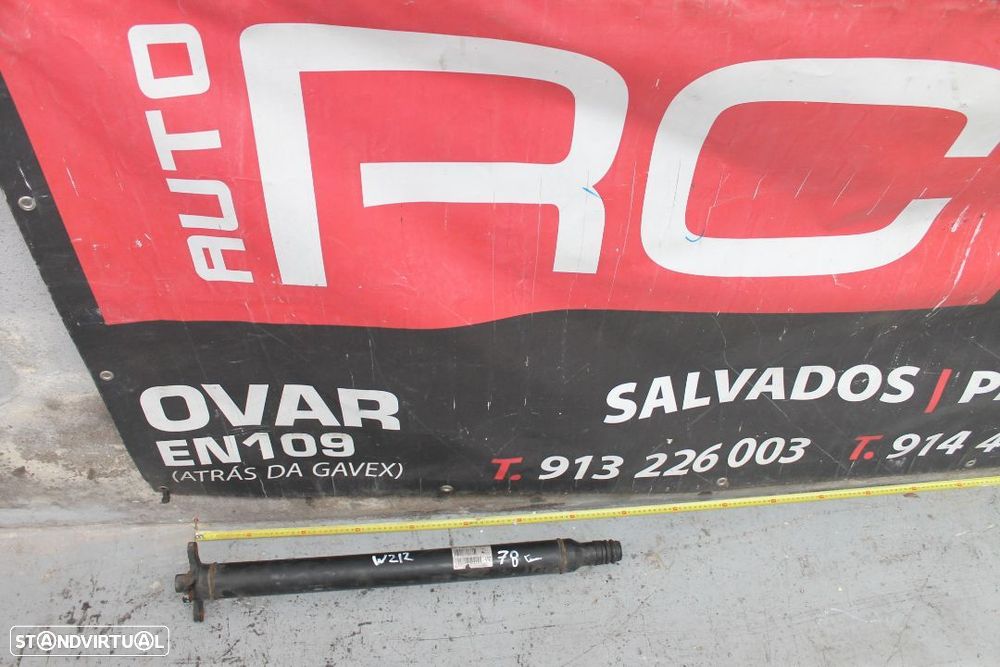 AUTO
RC
OVAR
EN109
(ATRÁS DA GAVEX)
SALVADOS | P
T. 913 226 003 T. 914 4
W212
78
STANDVIRTUAL